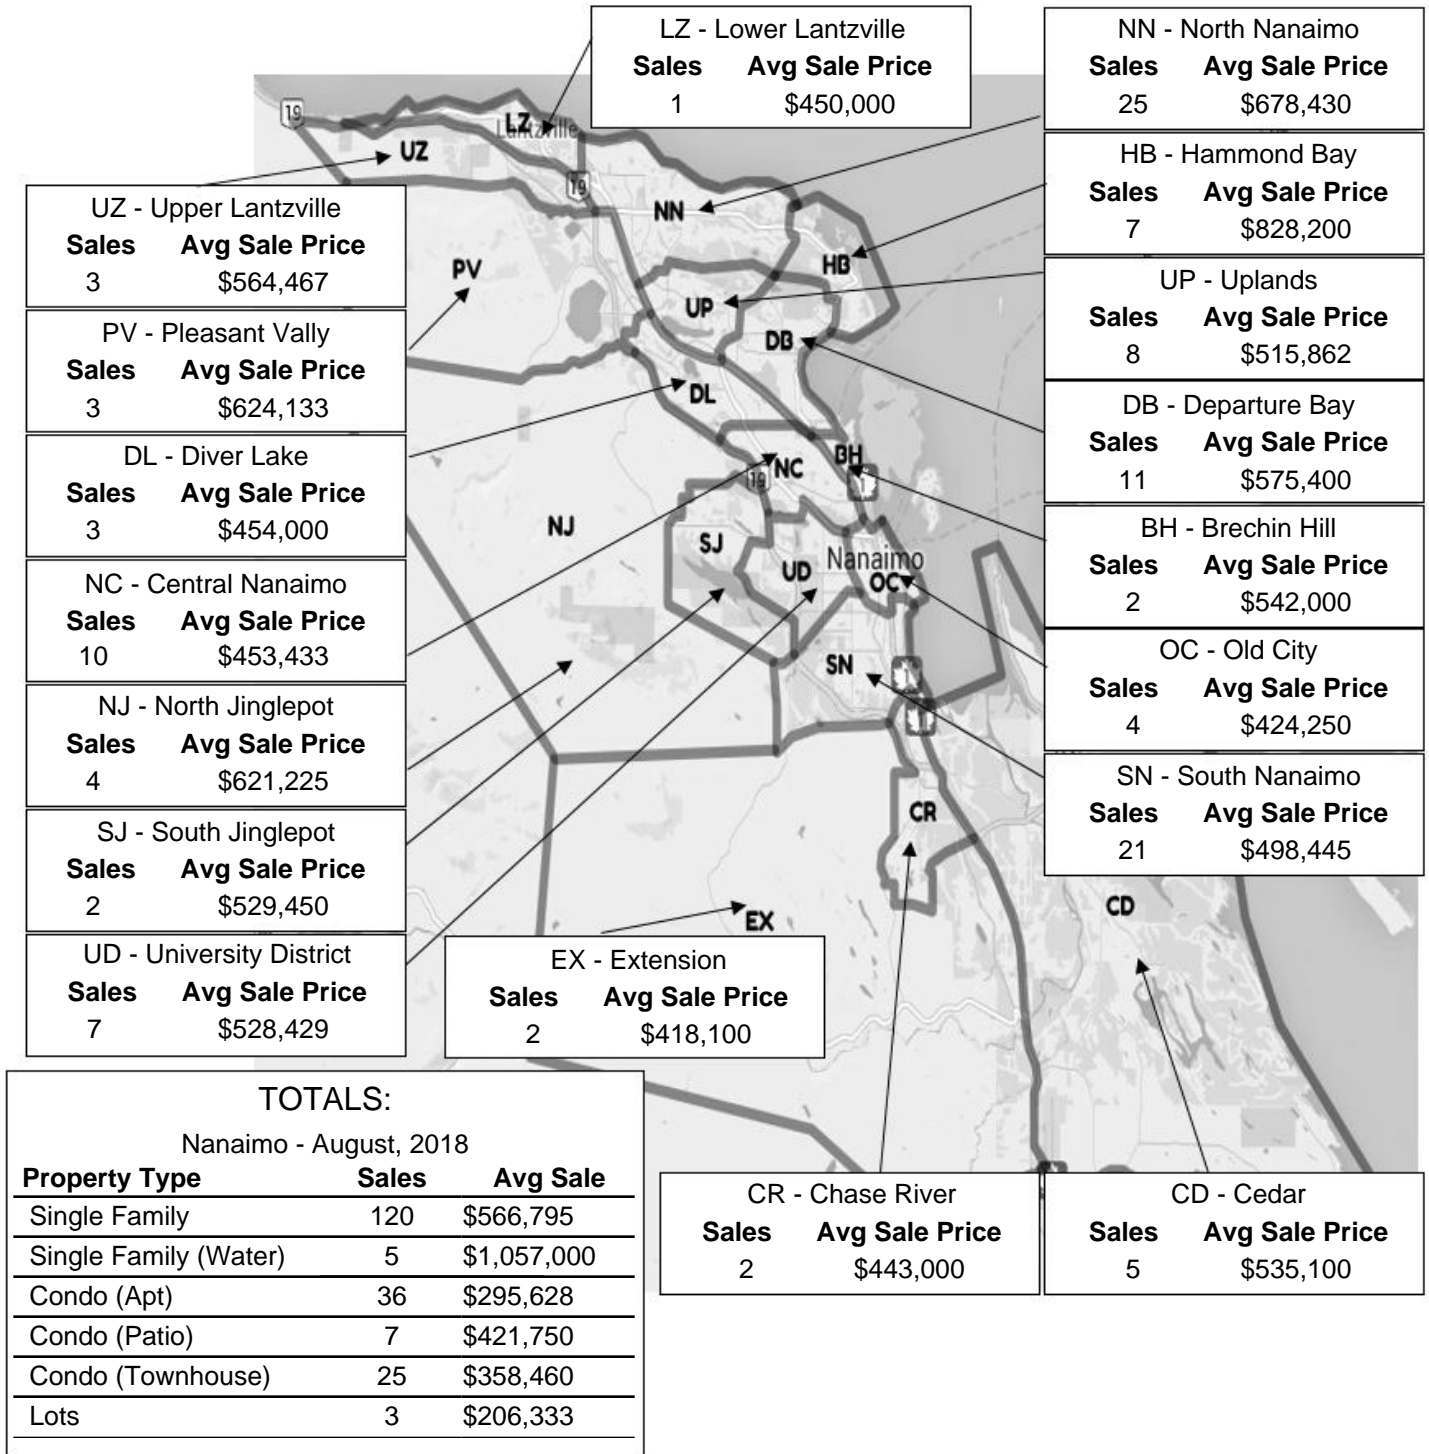 LZ - Lower Lantzville
Sales Avg Sale Price
1 $450,000
NN - North Nanaimo
Sales Avg Sale Price
25 $678,430
HB - Hammond Bay
Sales Avg Sale Price
7 $828,200
UP - Uplands
Sales Avg Sale Price
8 $515,862
DB - Departure Bay
Sales Avg Sale Price
11 $575,400
BH - Brechin Hill
Sales Avg Sale Price
2 $542,000
OC - Old City
Sales Avg Sale Price
4 $424,250
SN - South Nanaimo
Sales Avg Sale Price
21 $498,445
UZ - Upper Lantzville
Sales Avg Sale Price
3 $564,467
PV - Pleasant Vally
Sales Avg Sale Price
3 $624,133
DL - Diver Lake
Sales Avg Sale Price
3 $454,000
NC - Central Nanaimo
Sales Avg Sale Price
10 $453,433
NJ - North Jinglepot
Sales Avg Sale Price
4 $621,225
SJ - South Jinglepot
Sales Avg Sale Price
2 $529,450
UD - University District
Sales Avg Sale Price
7 $528,429
EX - Extension
Sales Avg Sale Price
2 $418,100
CR - Chase River
Sales Avg Sale Price
2 $443,000
CD - Cedar
Sales Avg Sale Price
5 $535,100
19
LZ
Lantzville
UZ
19
NN
PV
HB
UP
DB
DL
BH
NC
19
1
NJ
SJ
UD
Nanaimo
OC
SN
1
CR
EX
CD
TOTALS:
Nanaimo - August, 2018
Property Type Sales Avg Sale
Single Family 120 $566,795
Single Family (Water) 5 $1,057,000
Condo (Apt) 36 $295,628
Condo (Patio) 7 $421,750
Condo (Townhouse) 25 $358,460
Lots 3 $206,333